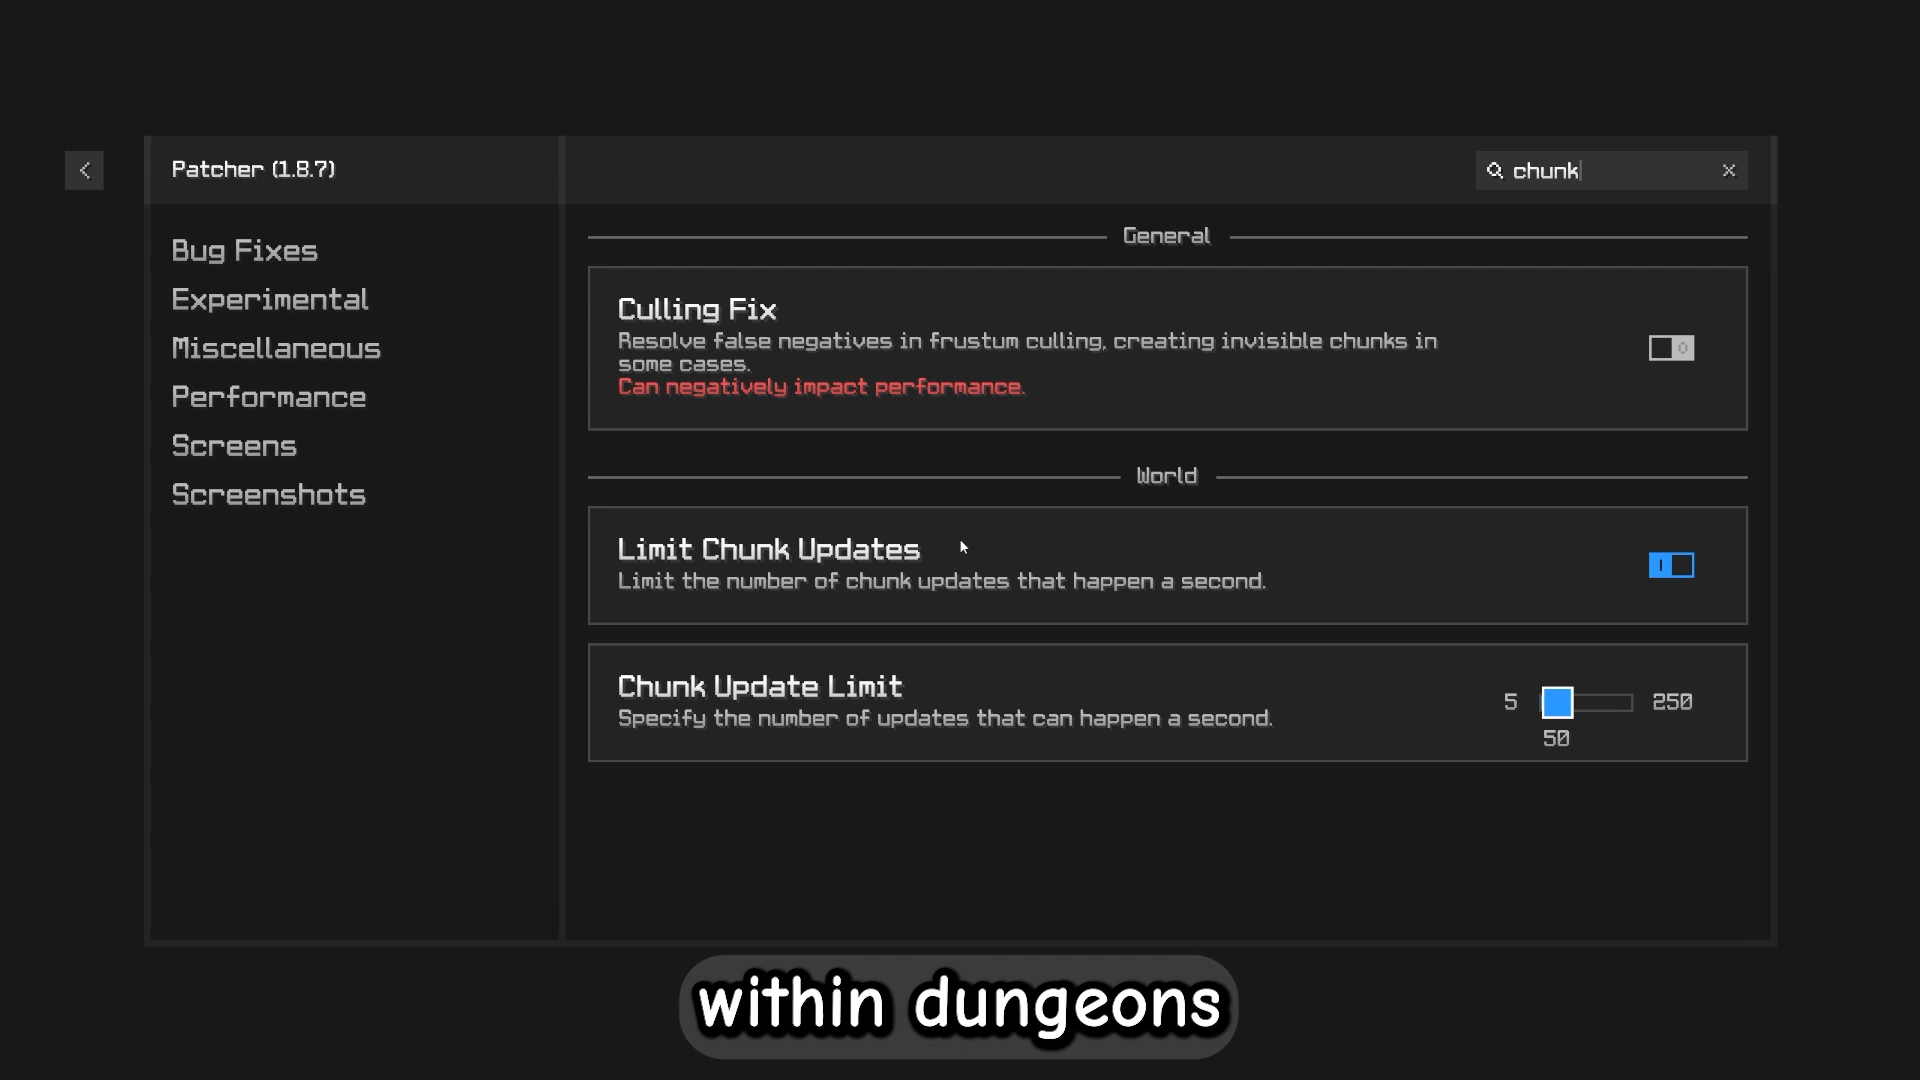 Patcher (1.8.7)
chunk
Bug Fixes
Experimental
Miscellaneous
Performance
Screens
Screenshots
General
Culling Fix
Resolve false negatives in frustum culling, creating invisible chunks in
some cases.
Can negatively impact performance.
World
Limit Chunk Updates
Limit the number of chunk updates that happen a second.
Chunk Update Limit
Specify the number of updates that can happen a second.
5
250
50
within dungeons